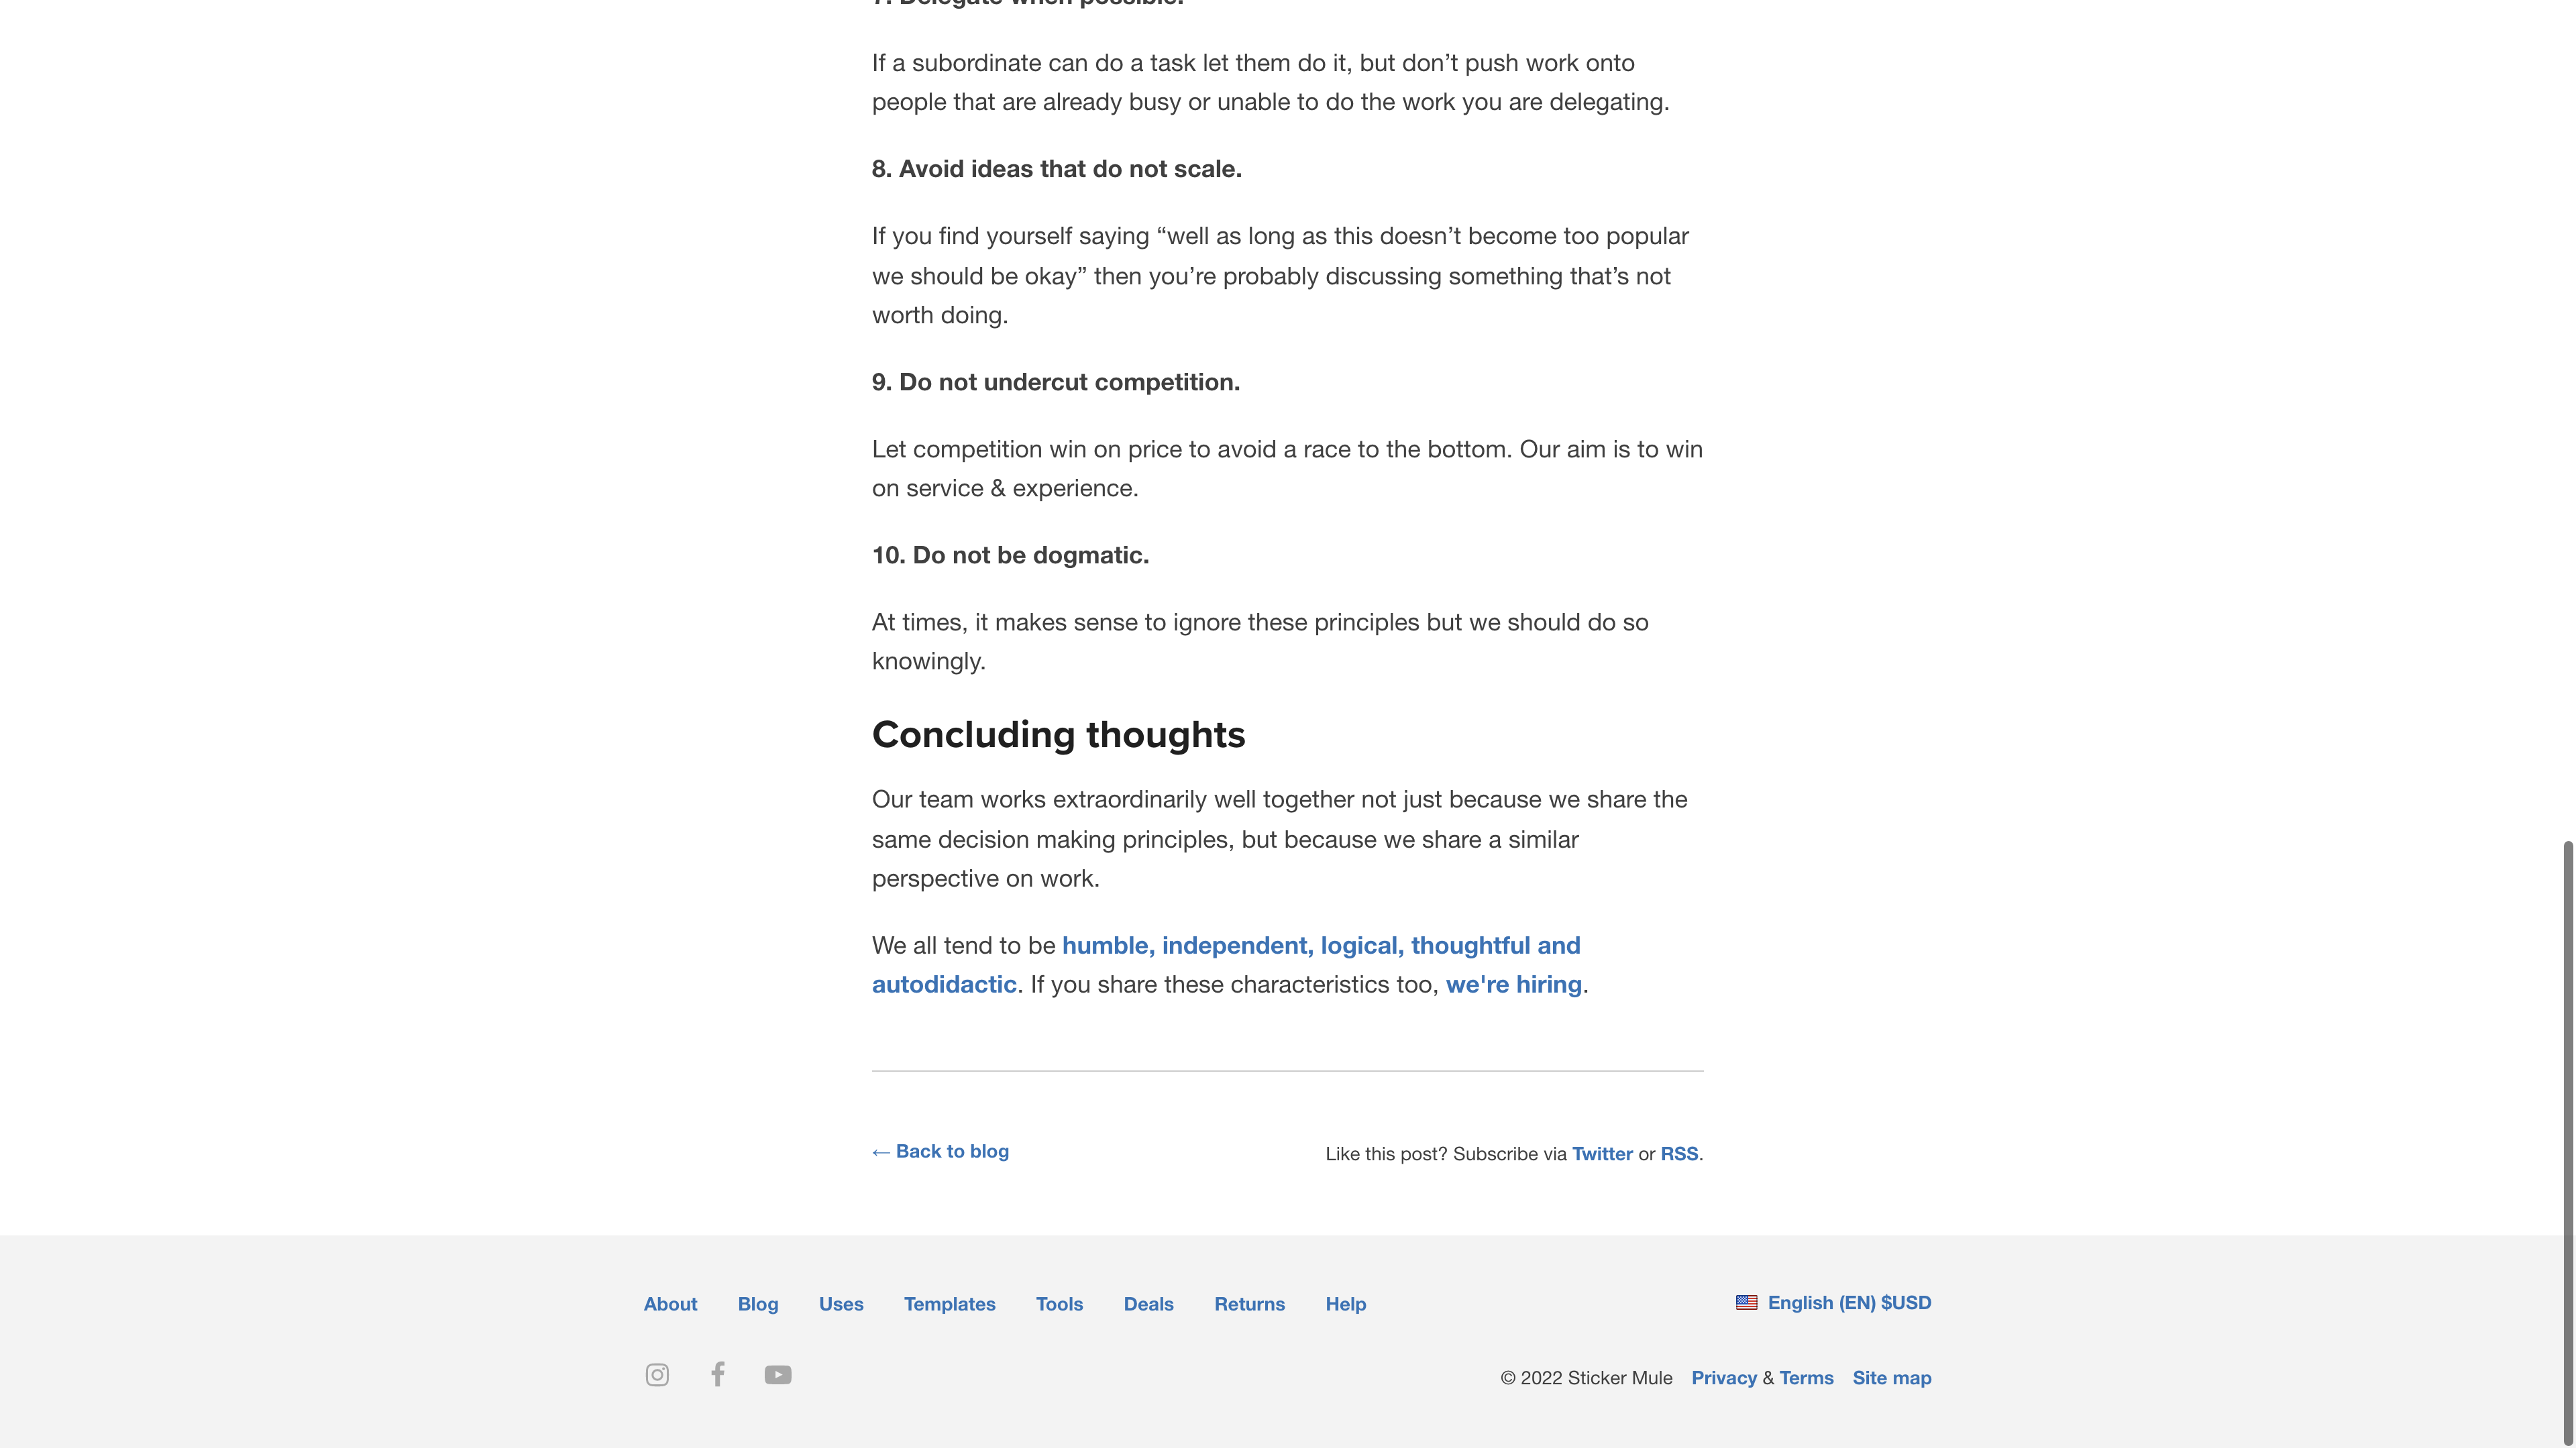 7. Delegate when possible.
If a subordinate can do a task let them do it, but don’t push work onto
people that are already busy or unable to do the work you are delegating.
8. Avoid ideas that do not scale.
If you find yourself saying “well as long as this doesn’t become too popular
we should be okay” then you’re probably discussing something that’s not
worth doing.
9. Do not undercut competition.
Let competition win on price to avoid a race to the bottom. Our aim is to win
on service & experience.
10. Do not be dogmatic.
At times, it makes sense to ignore these principles but we should do so
knowingly.
Concluding thoughts
Our team works extraordinarily well together not just because we share the
same decision making principles, but because we share a similar
perspective on work.
We all tend to be humble, independent, logical, thoughtful and
autodidactic. If you share these characteristics too, we're hiring.
← Back to blog
Like this post? Subscribe via Twitter or RSS.
About Blog Uses Templates Tools Deals Returns Help
English (EN) $USD
© 2022 Sticker Mule Privacy & Terms Site map